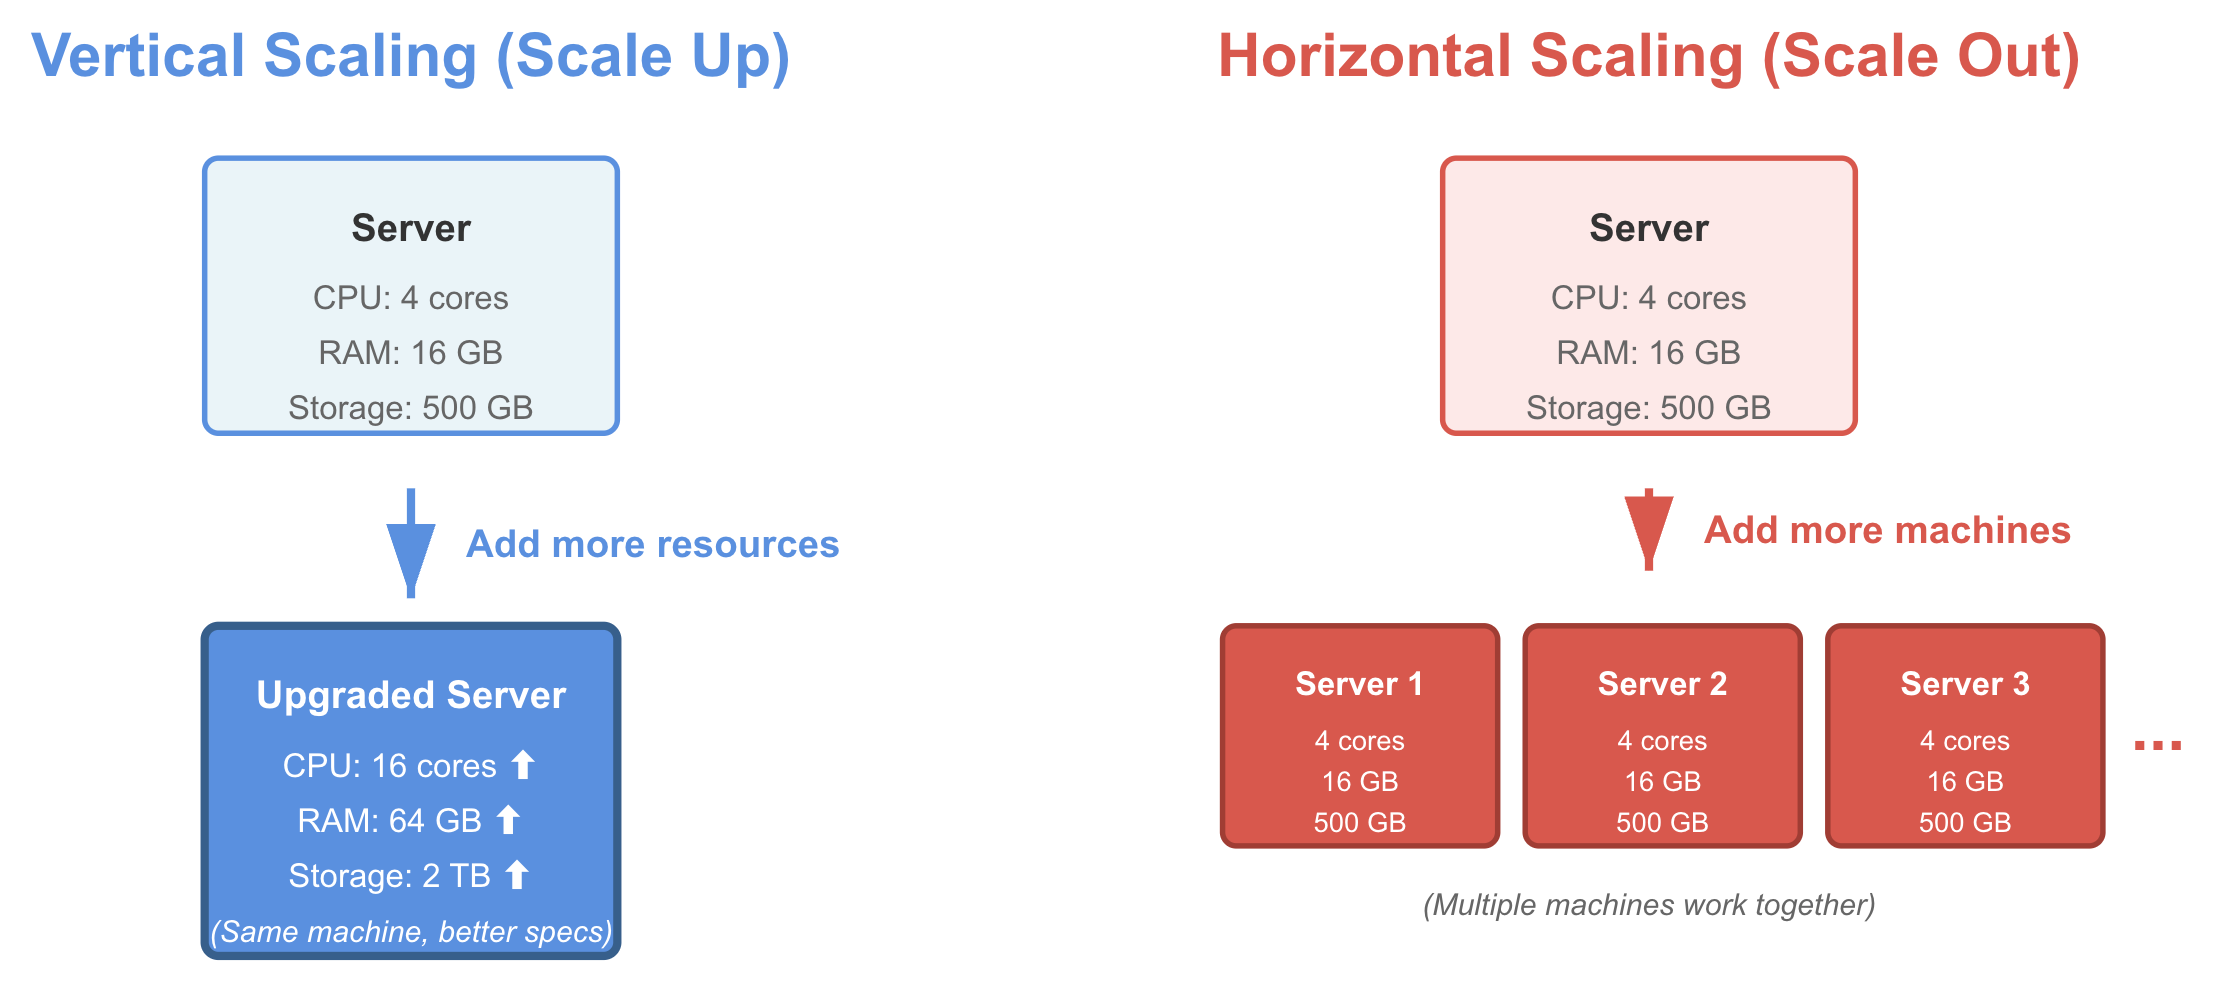 Vertical Scaling (Scale Up)
Server
CPU: 4 cores
RAM: 16 GB
Storage: 500 GB
Add more resources
Upgraded Server
CPU: 16 cores ⬆
RAM: 64 GB ⬆
Storage: 2 TB ⬆
(Same machine, better specs)
Horizontal Scaling (Scale Out)
Server
CPU: 4 cores
RAM: 16 GB
Storage: 500 GB
Add more machines
Server 1
4 cores
16 GB
500 GB
Server 2
4 cores
16 GB
500 GB
Server 3
4 cores
16 GB
500 GB
...
(Multiple machines work together)